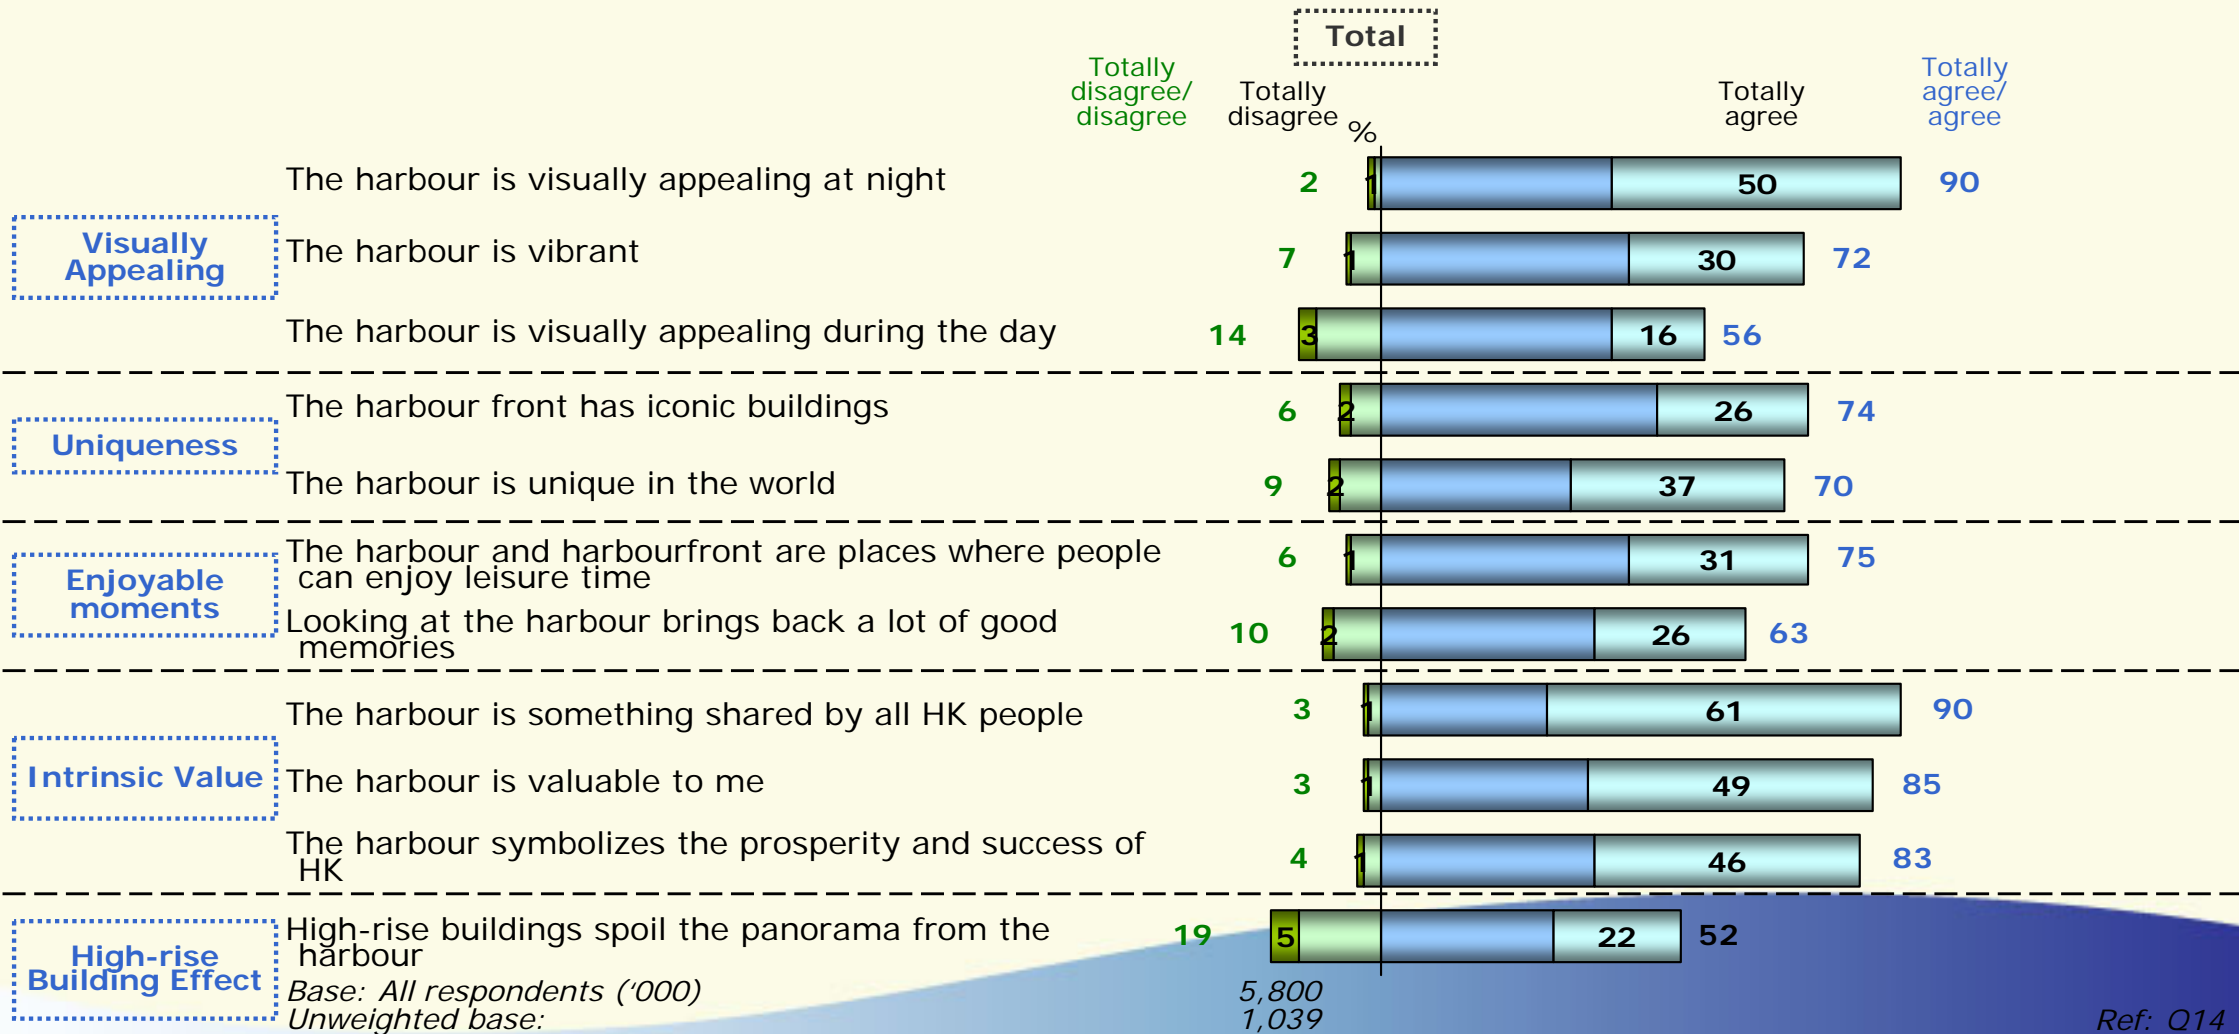 Total
Totally
disagree/
disagree
Totally
disagree
%
Totally
agree
Totally
agree/
agree
Visually
Appealing
The harbour is visually appealing at night
2 1 50 90
The harbour is vibrant
7 1 30 72
The harbour is visually appealing during the day
14 3 16 56
Uniqueness
The harbour front has iconic buildings
6 2 26 74
The harbour is unique in the world
9 2 37 70
Enjoyable
moments
The harbour and harbourfront are places where people
can enjoy leisure time
6 1 31 75
Looking at the harbour brings back a lot of good
memories
10 2 26 63
Intrinsic Value
The harbour is something shared by all HK people
3 1 61 90
The harbour is valuable to me
3 1 49 85
The harbour symbolizes the prosperity and success of
HK
4 1 46 83
High-rise
Building Effect
High-rise buildings spoil the panorama from the
harbour
19 5 22 52
Base: All respondents (‘000) 5,800
Unweighted base: 1,039
Ref: Q14